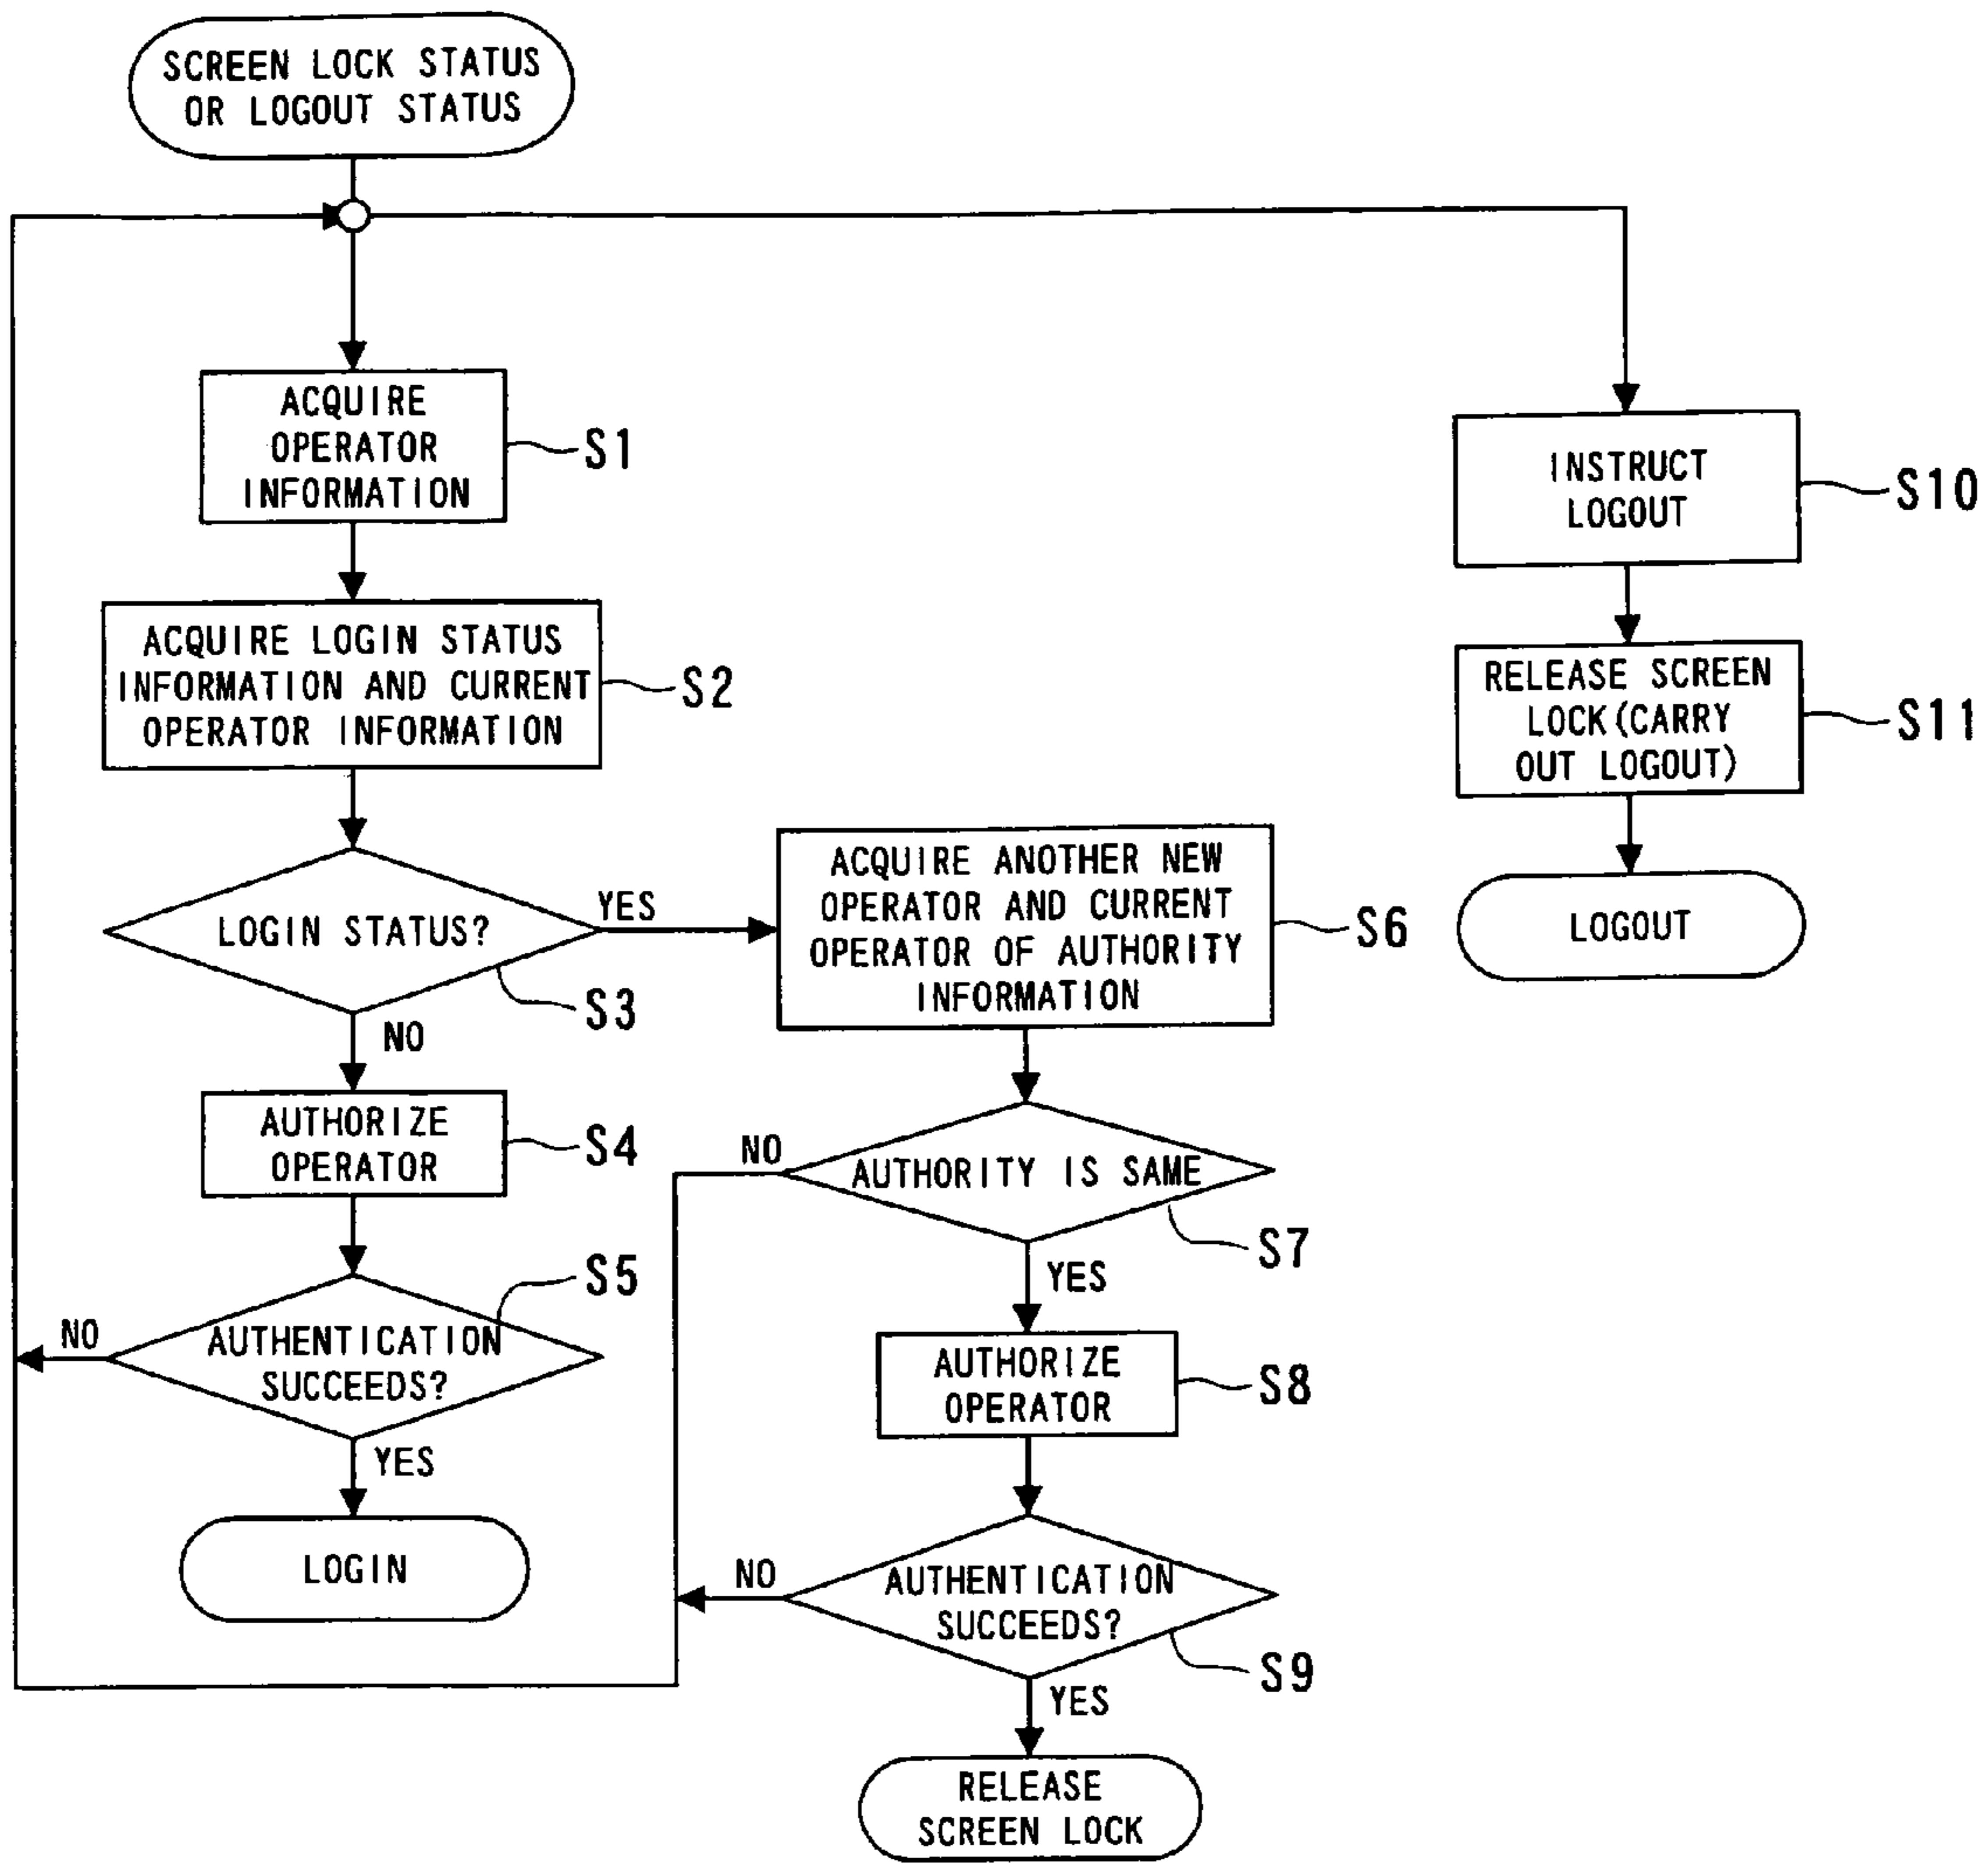 SCREEN LOCK STATUS
OR LOGOUT STATUS
ACQUIRE
OPERATOR
INFORMATION
S1
INSTRUCT
LOGOUT
S10
ACQUIRE LOGIN STATUS
INFORMATION AND CURRENT
OPERATOR INFORMATION
S2
RELEASE SCREEN
LOCK(CARRY
OUT LOGOUT)
S11
LOGIN STATUS?
YES
S3
NO
ACQUIRE ANOTHER NEW
OPERATOR AND CURRENT
OPERATOR OF AUTHORITY
INFORMATION
S6
LOGOUT
AUTHORIZE
OPERATOR
S4
NO
AUTHORITY IS SAME
S7
YES
S5
NO
AUTHENTICATION
SUCCEEDS?
YES
AUTHORIZE
OPERATOR
S8
LOGIN
NO
AUTHENTICATION
SUCCEEDS?
S9
YES
RELEASE
SCREEN LOCK